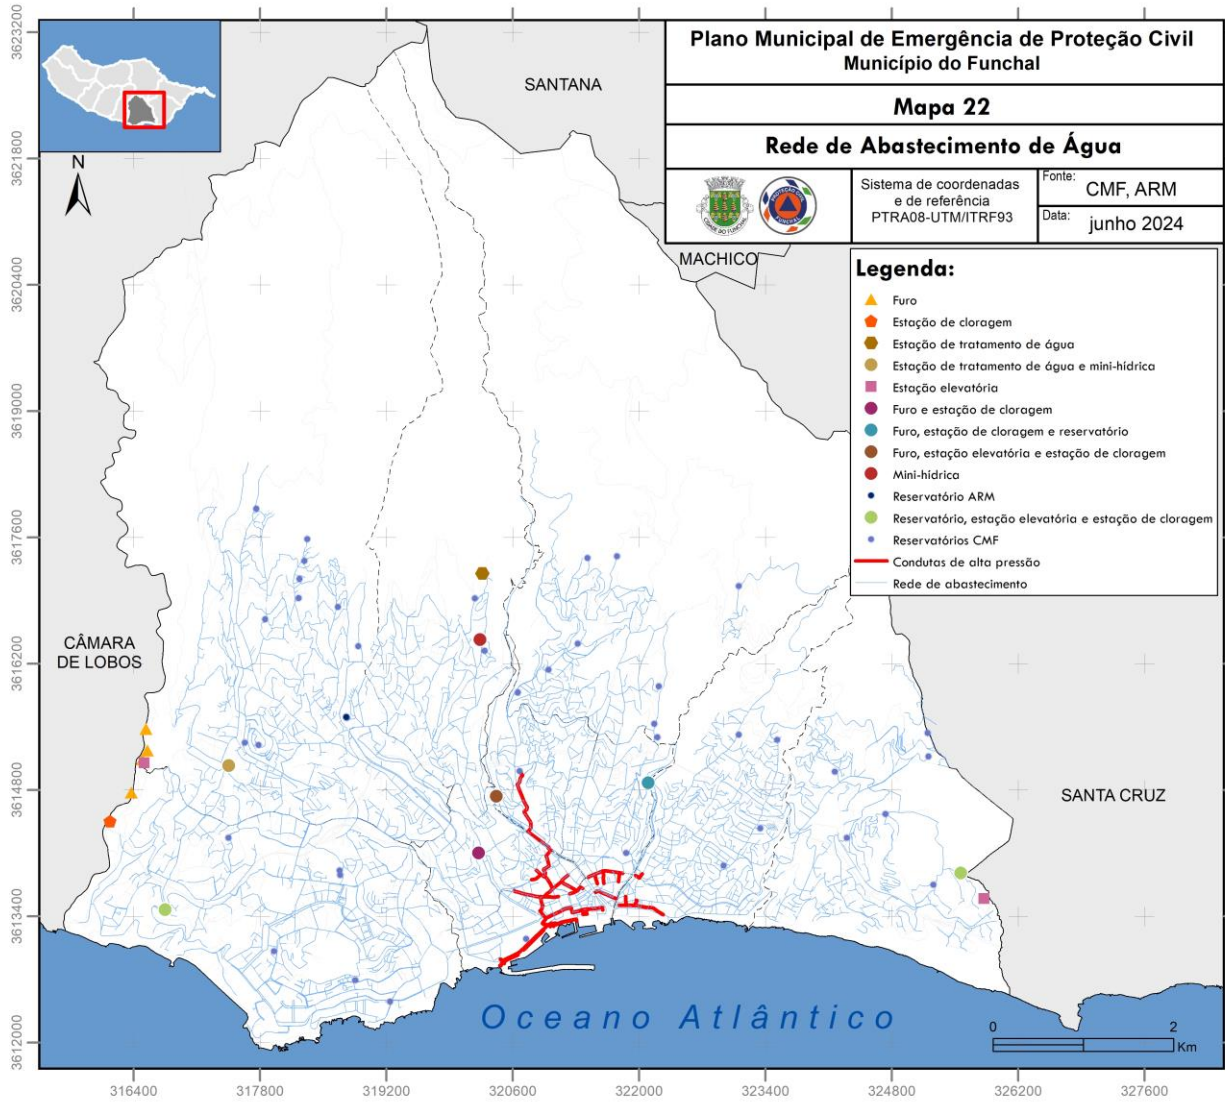 Plano Municipal de Emergência de Proteção Civil
Município do Funchal
Mapa 22
Rede de Abastecimento de Água
Sistema de coordenadas
e de referência
PTRA08-UTM/ITRF93
Fonte:
CMF, ARM
Data:
junho 2024
Legenda:
Furo
Estação de cloragem
Estação de tratamento de água
Estação de tratamento de água e mini-hídrica
Estação elevatória
Furo e estação de cloragem
Furo, estação de cloragem e reservatório
Furo, estação elevatória e estação de cloragem
Mini-hídrica
Reservatório ARM
Reservatório, estação elevatória e estação de cloragem
Reservatórios CMF
Condutas de alta pressão
Rede de abastecimento
N
SANTANA
MACHICO
CÂMARA
DE LOBOS
SANTA CRUZ
Oceano Atlântico
0 2
Km
3623200
3621800
3620400
3619000
3617600
3616200
3614800
3613400
3612000
316400 317800 319200 320600 322000 323400 324800 326200 327600